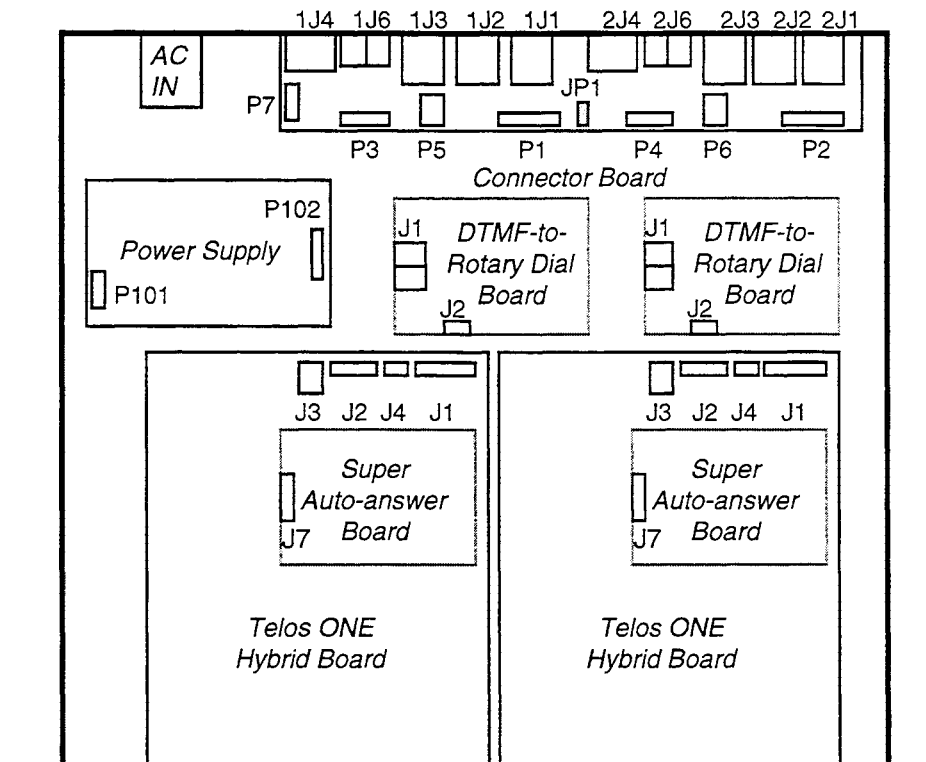 1J4 1J6 1J3 1J2 1J1 2J4 2J6 2J3 2J2 2J1
AC
IN
JP1
P7
P3 P5 P1 P4 P6 P2
Connector Board
P102
Power Supply
P101
J1
DTMF-to-
Rotary Dial
Board
J2
J1
DTMF-to-
Rotary Dial
Board
J2
J3 J2 J4 J1
Super
Auto-answer
Board
J7
Telos ONE
Hybrid Board
J3 J2 J4 J1
Super
Auto-answer
Board
J7
Telos ONE
Hybrid Board